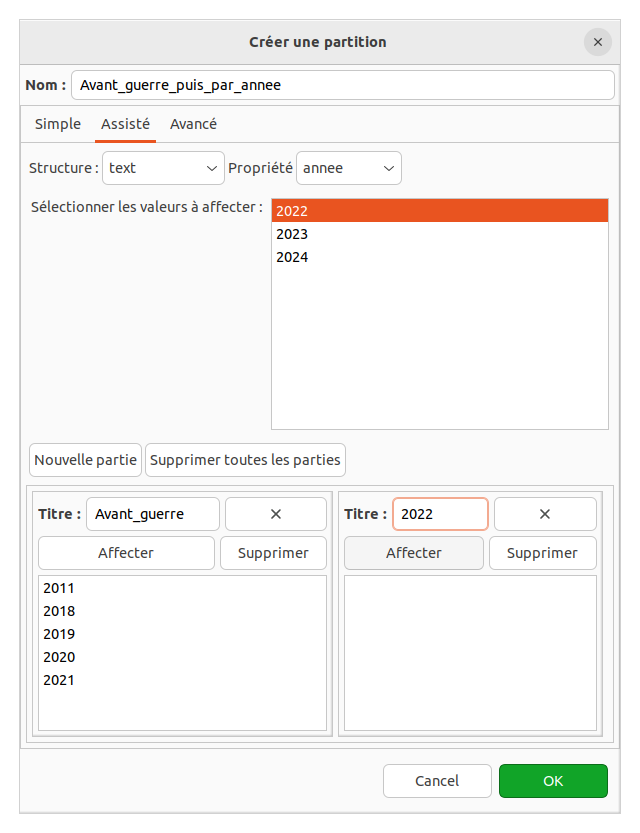 Créer une partition
Nom : Avant_guerre_puis_par_annee
Simple Assisté Avancé
Structure : text Propriété annee
Sélectionner les valeurs à affecter : 2022
2023
2024
Nouvelle partie Supprimer toutes les parties
Titre : Avant_guerre
Affecter Supprimer
2011
2018
2019
2020
2021
Titre : 2022
Affecter Supprimer
Cancel OK